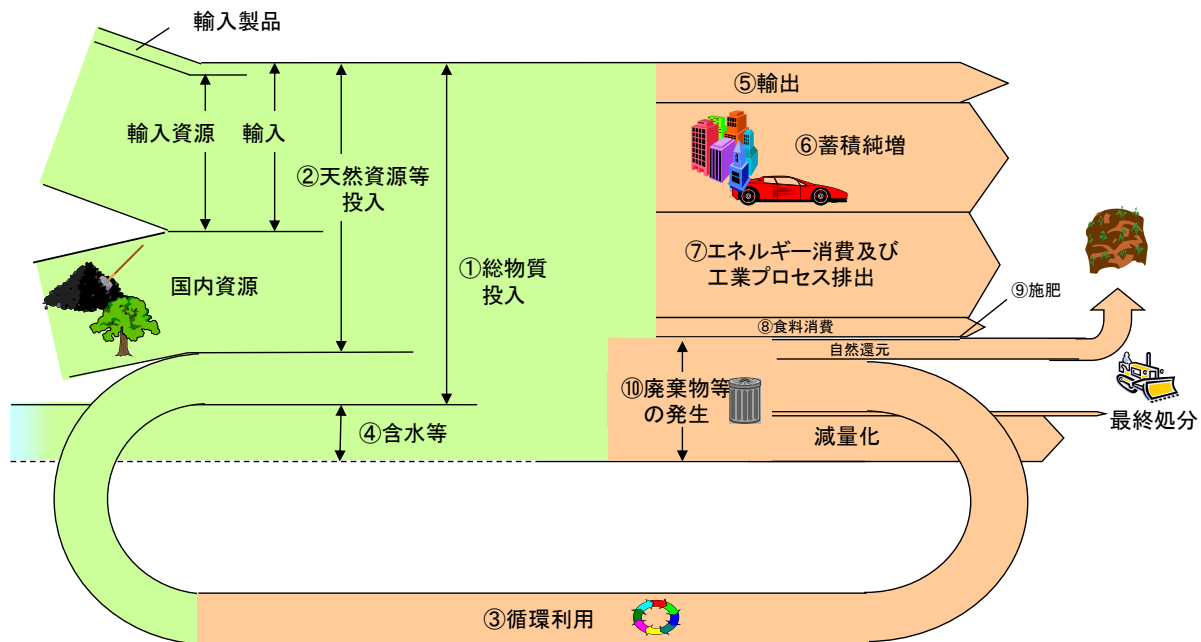 輸入製品
輸入資源
輸入
②天然資源等
投入
①総物質
投入
国内資源
④含水等
⑤輸出
⑥蓄積純増
⑦エネルギー消費及び
工業プロセス排出
⑧食料消費
⑨施肥
自然還元
⑩廃棄物等
の発生
減量化
最終処分
③循環利用